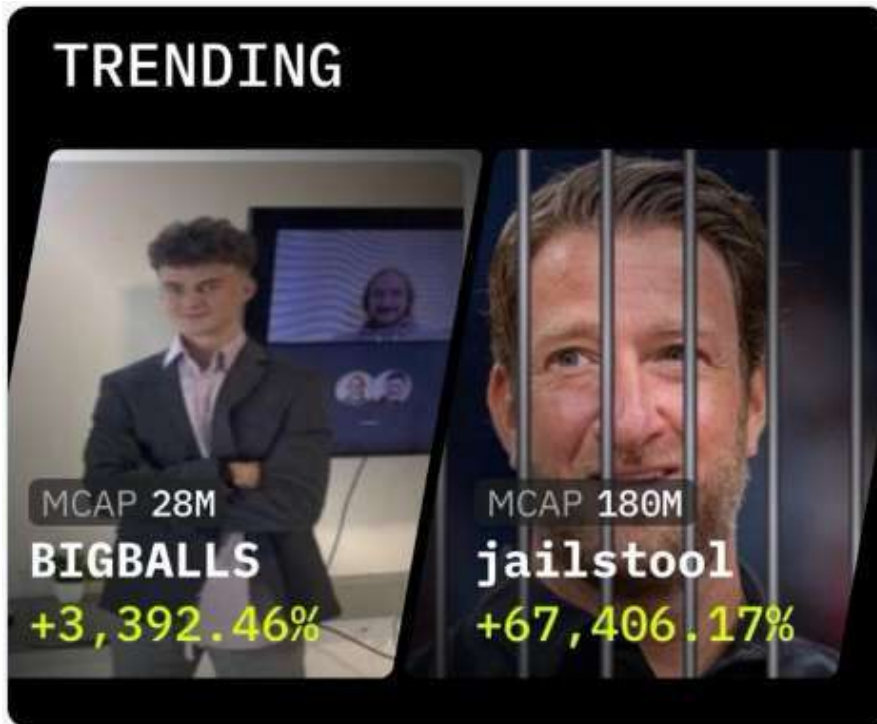 TRENDING
MCAP 28M
BIGBALLS
+3,392.46%
MCAP 180M
jailstool
+67,406.17%